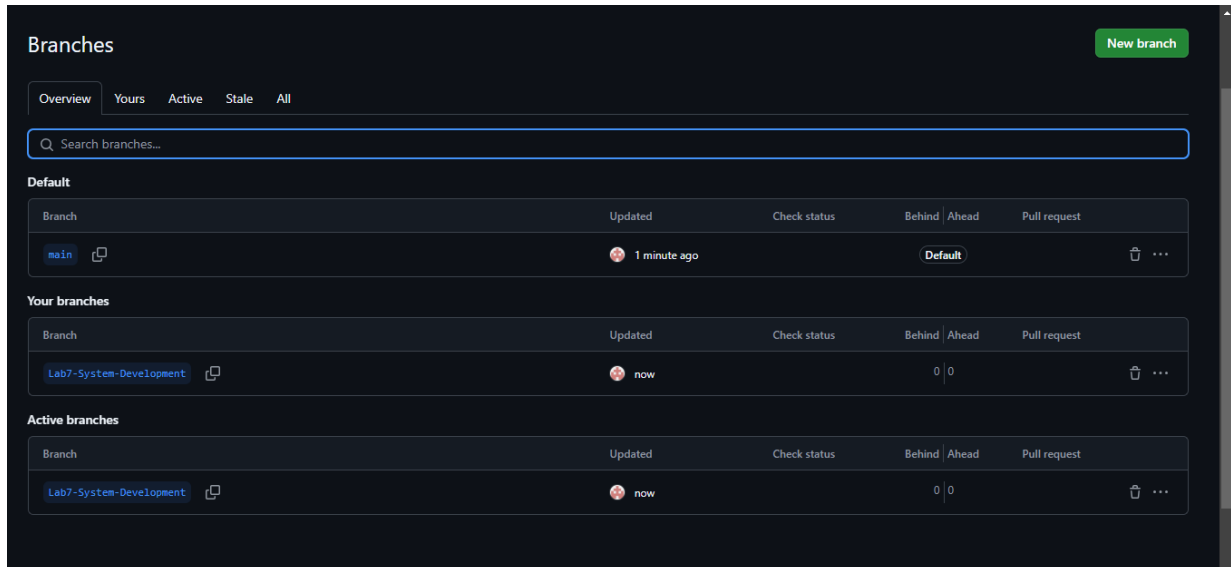 Branches
New branch
Overview Yours Active Stale All
Search branches...
Default
Branch Updated Check status Behind Ahead Pull request
main 1 minute ago Default
Your branches
Branch Updated Check status Behind Ahead Pull request
Lab7-System-Development now 0 0
Active branches
Branch Updated Check status Behind Ahead Pull request
Lab7-System-Development now 0 0